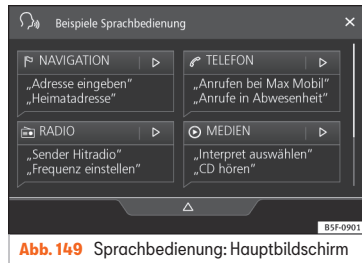 Beispiele Sprachbedienung
NAVIGATION
„Adresse eingeben”
„Heimatadresse”
TELEFON
„Anrufen bei Max Mobil”
„Anrufe in Abwesenheit”
RADIO
„Sender Hitradio”
„Frequenz einstellen”
MEDIEN
„Interpret auswählen”
„CD hören”
B5F-0901
Abb. 149 Sprachbedienung: Hauptbildschirm